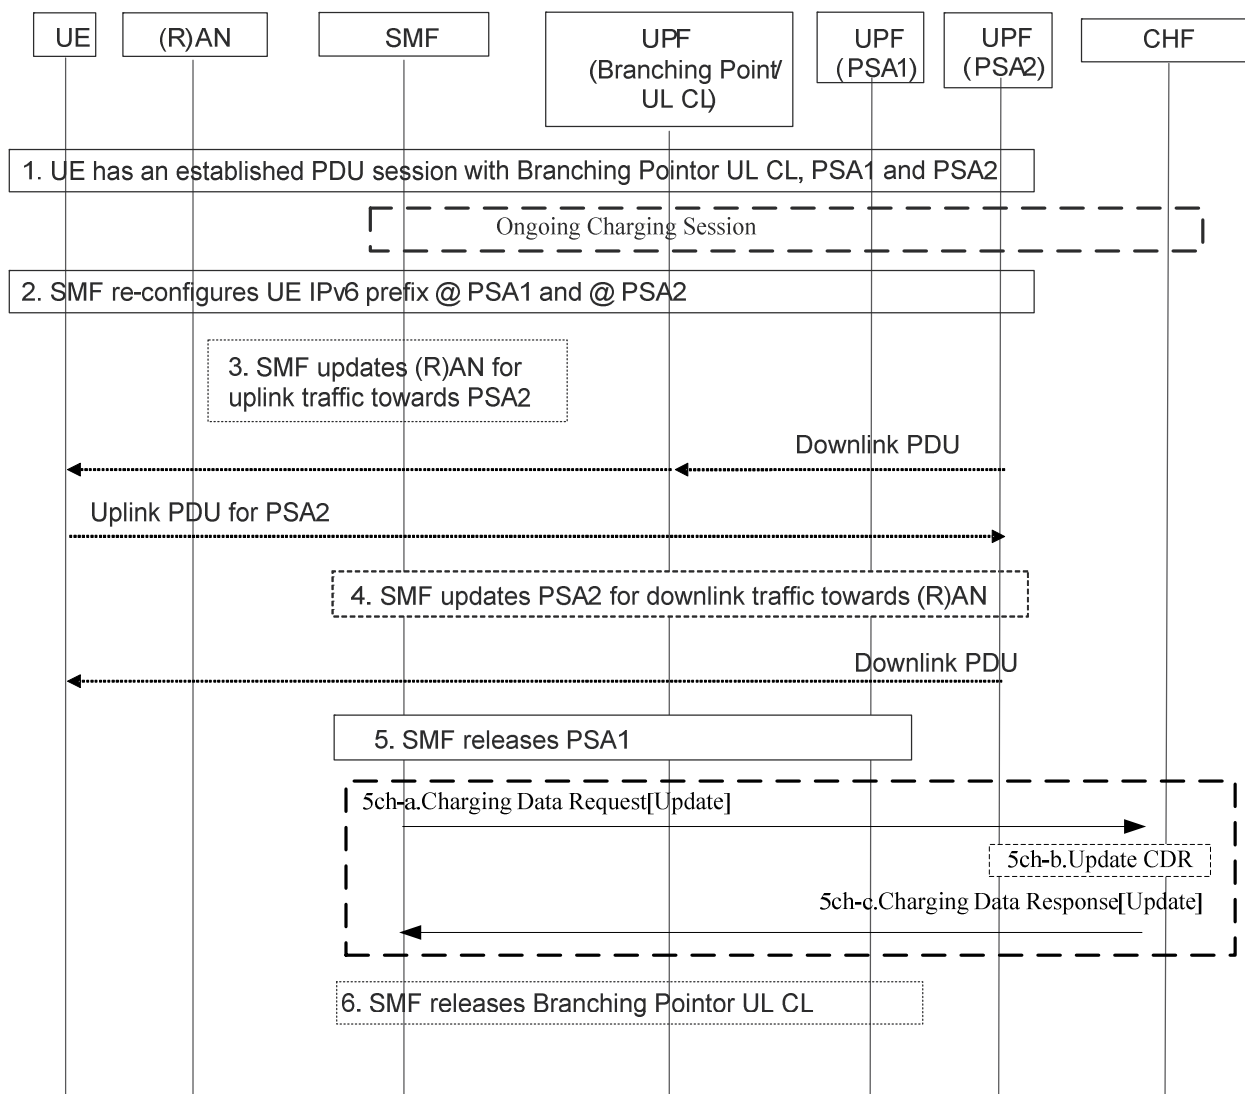 UE
(R)AN
SMF
UPF
(Branching Point/
UL CL)
UPF
(PSA1)
UPF
(PSA2)
CHF
1. UE has an established PDU session with Branching Pointor UL CL, PSA1 and PSA2
Ongoing Charging Session
2. SMF re-configures UE IPv6 prefix @ PSA1 and @ PSA2
3. SMF updates (R)AN for
uplink traffic towards PSA2
Downlink PDU
Uplink PDU for PSA2
4. SMF updates PSA2 for downlink traffic towards (R)AN
Downlink PDU
5. SMF releases PSA1
5ch-a.Charging Data Request[Update]
5ch-b.Update CDR
5ch-c.Charging Data Response[Update]
6. SMF releases Branching Pointor UL CL